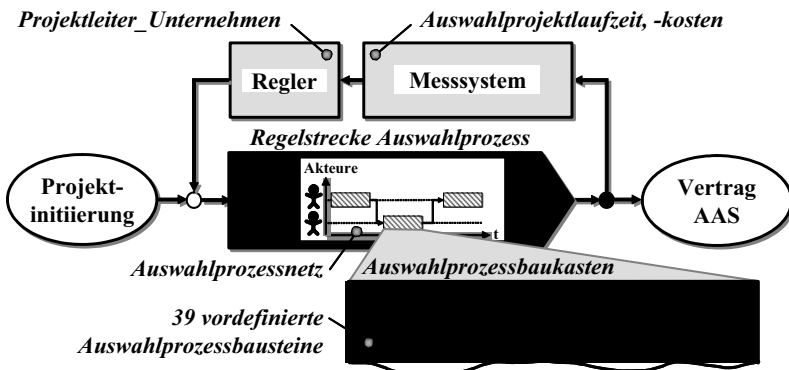 Projektleiter_Unternehmen
Auswahlprojektlaufzeit, -kosten
Regler
Messsystem
Regelstrecke Auswahlprozess
Akteure
Projekt-
initiierung
Vertrag
AAS
t
Auswahlprozessnetz
Auswahlprozessbaukasten
39 vordefinierte
Auswahlprozessbausteine